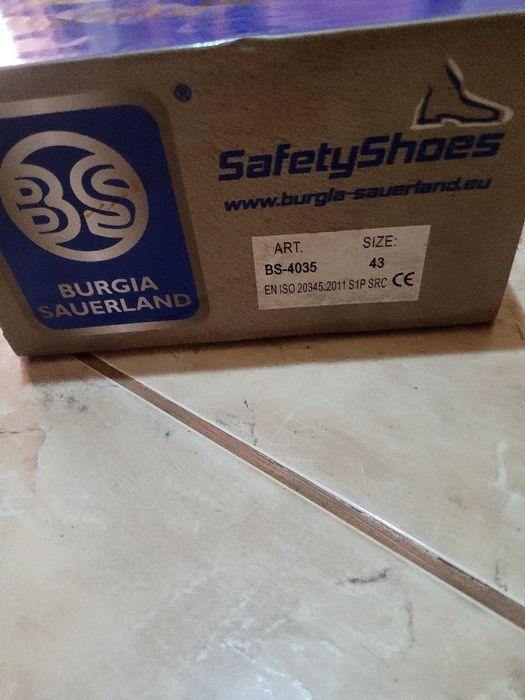 BS
®
BURGIA
SAUERLAND
SafetyShoes
www.burgia-sauerland.eu
ART. SIZE:
BS-4035 43
EN ISO 20345:2011 S1P SRC CE